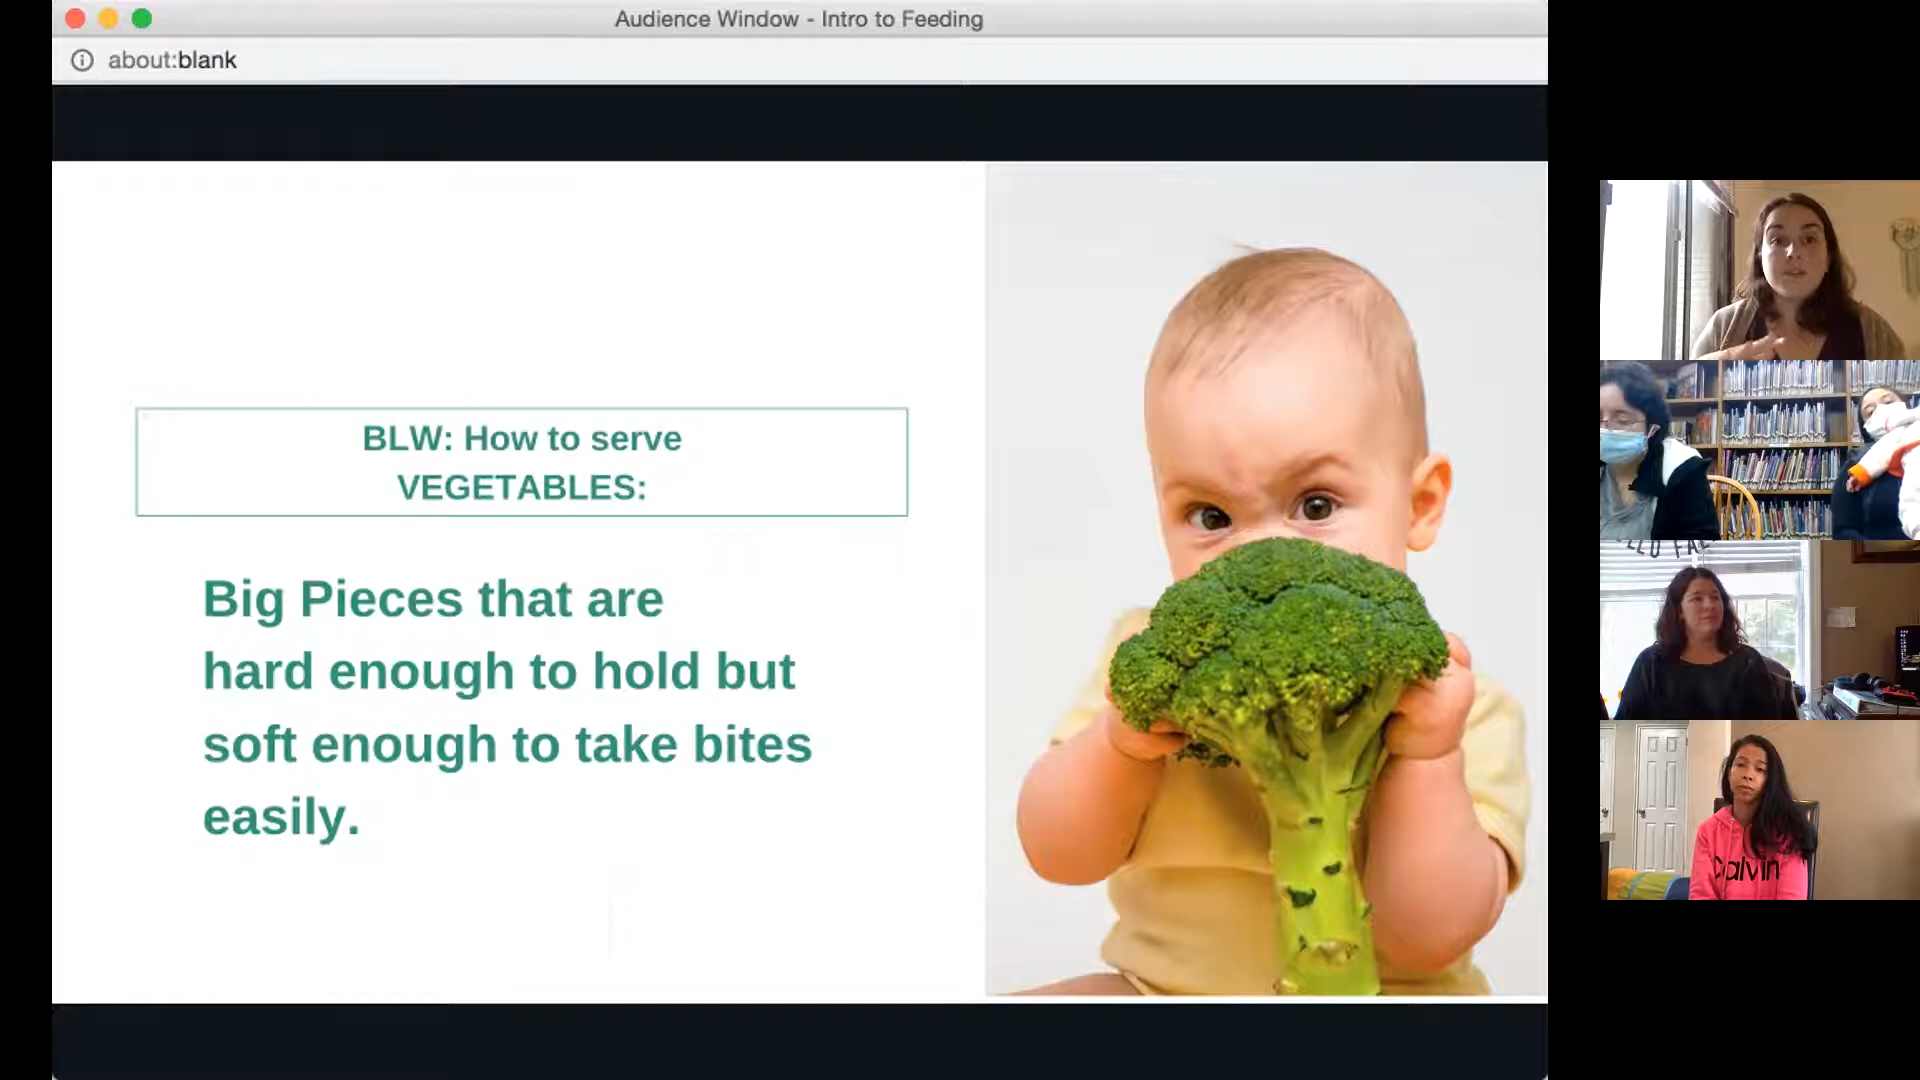 Audience Window - Intro to Feeding
about:blank
BLW: How to serve
VEGETABLES:
Big Pieces that are
hard enough to hold but
soft enough to take bites
easily.
Calvin